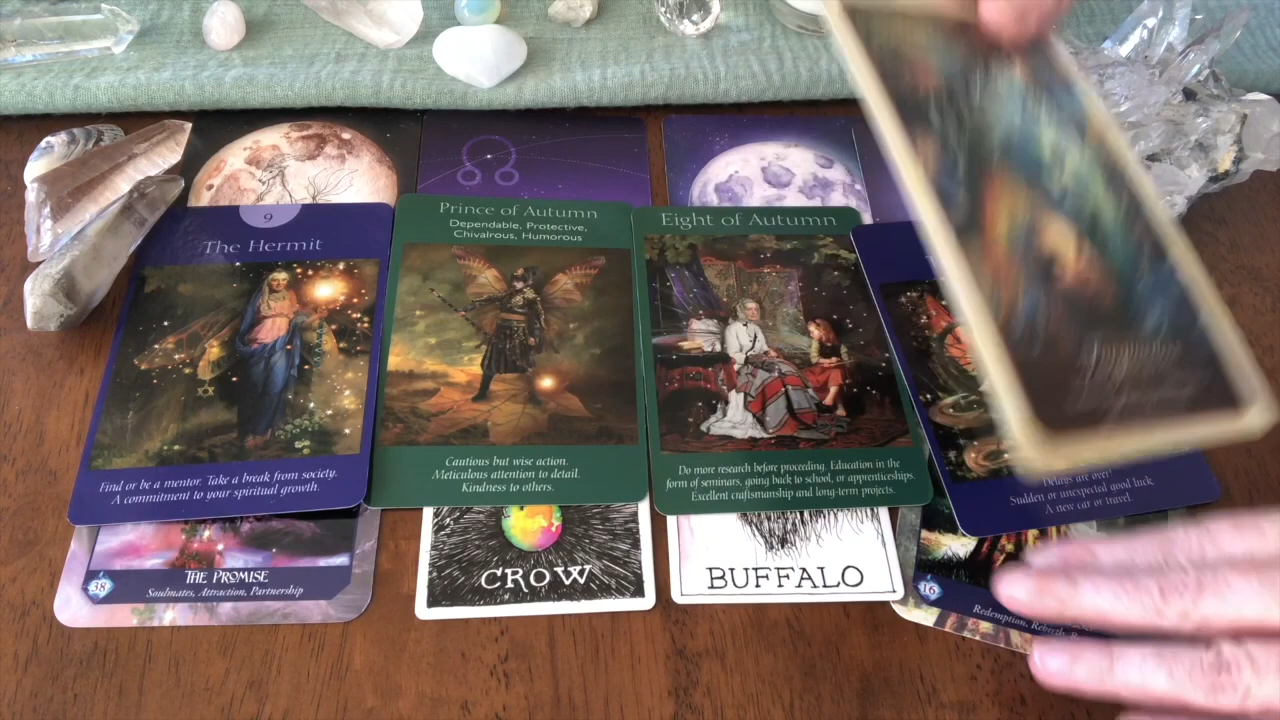 9
The Hermit
Find or be a mentor. Take a break from society.
A commitment to your spiritual growth.
38
THE PROMISE
Soulmates, Attraction, Partnership
Prince of Autumn
Dependable, Protective,
Chivalrous, Humorous
Cautious but wise action.
Meticulous attention to detail.
Kindness to others.
CROW
Eight of Autumn
Do more research before proceeding. Education in the
form of seminars, going back to school, or apprenticeships.
Excellent craftsmanship and long-term projects.
BUFFALO
Delays are over!
Sudden or unexpected good luck.
A new car or travel.
16
Redemption, Rebirth,